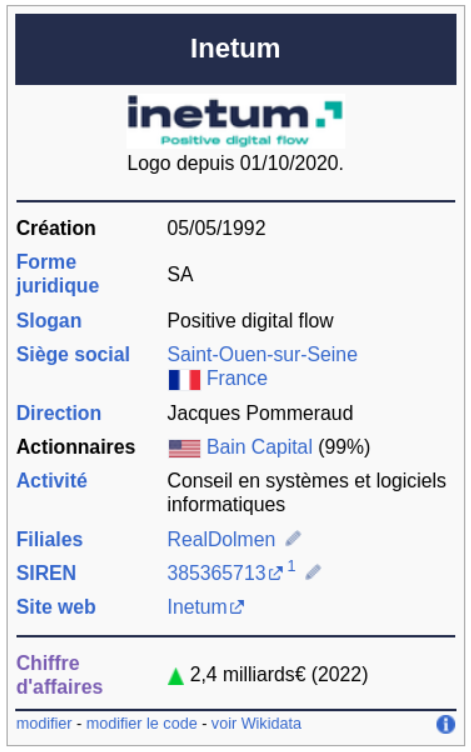 Inetum
inetum
Positive digital flow
Logo depuis 01/10/2020.
Création 05/05/1992
Forme
juridique SA
Slogan Positive digital flow
Siège social Saint-Ouen-sur-Seine
France
Direction Jacques Pommeraud
Actionnaires Bain Capital (99%)
Activité Conseil en systèmes et logiciels
informatiques
Filiales RealDolmen
SIREN 385365713 1
Site web Inetum
Chiffre
d'affaires 2,4 milliards€ (2022)
modifier - modifier le code - voir Wikidata